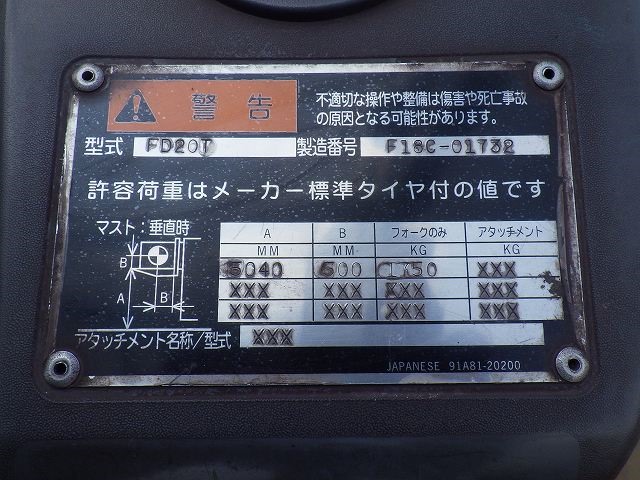 警告
不適切な操作や整備は傷害や死亡事故
の原因となる可能性があります。
型式 FD20T 製造番号 F18C-01732
許容荷重はメーカー標準タイヤ付の値です
マスト：垂直時
A B フォークのみ アタッチメント
MM MM KG KG
5040 500 1750 XXX
XXX XXX XXX XXX
XXX XXX XXX XXX
B
A
B
アタッチメント名称/型式 XXX
JAPANESE 91A81-20200